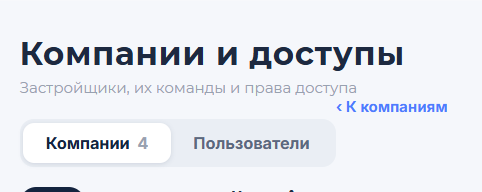 Компании и доступы
Застройщики, их команды и права доступа
‹ К компаниям
Компании 4 Пользователи